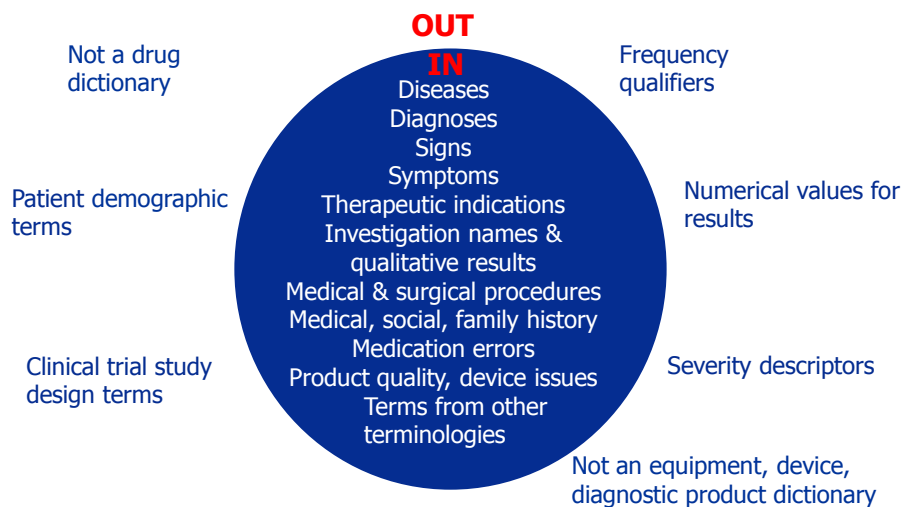 OUT
IN
Not a drug
dictionary
Frequency
qualifiers
Diseases
Diagnoses
Signs
Symptoms
Therapeutic indications
Investigation names &
qualitative results
Medical & surgical procedures
Medical, social, family history
Medication errors
Product quality, device issues
Terms from other
terminologies
Patient demographic
terms
Numerical values for
results
Clinical trial study
design terms
Severity descriptors
Not an equipment, device,
diagnostic product dictionary